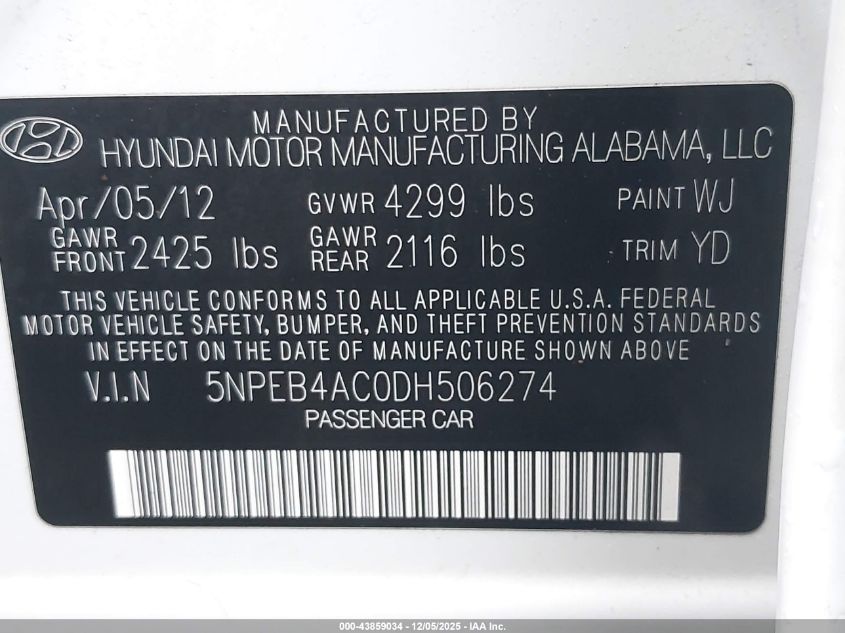 MANUFACTURED BY
HYUNDAI MOTOR MANUFACTURING ALABAMA, LLC
Apr/05/12 GVWR 4299 lbs PAINT WJ
GAWR FRONT 2425 lbs GAWR REAR 2116 lbs TRIM YD
THIS VEHICLE CONFORMS TO ALL APPLICABLE U.S.A. FEDERAL
MOTOR VEHICLE SAFETY, BUMPER, AND THEFT PREVENTION STANDARDS
IN EFFECT ON THE DATE OF MANUFACTURE SHOWN ABOVE
V.I.N 5NPEB4AC0DH506274
PASSENGER CAR
000-43859034 - 12/05/2025 - IAA Inc.